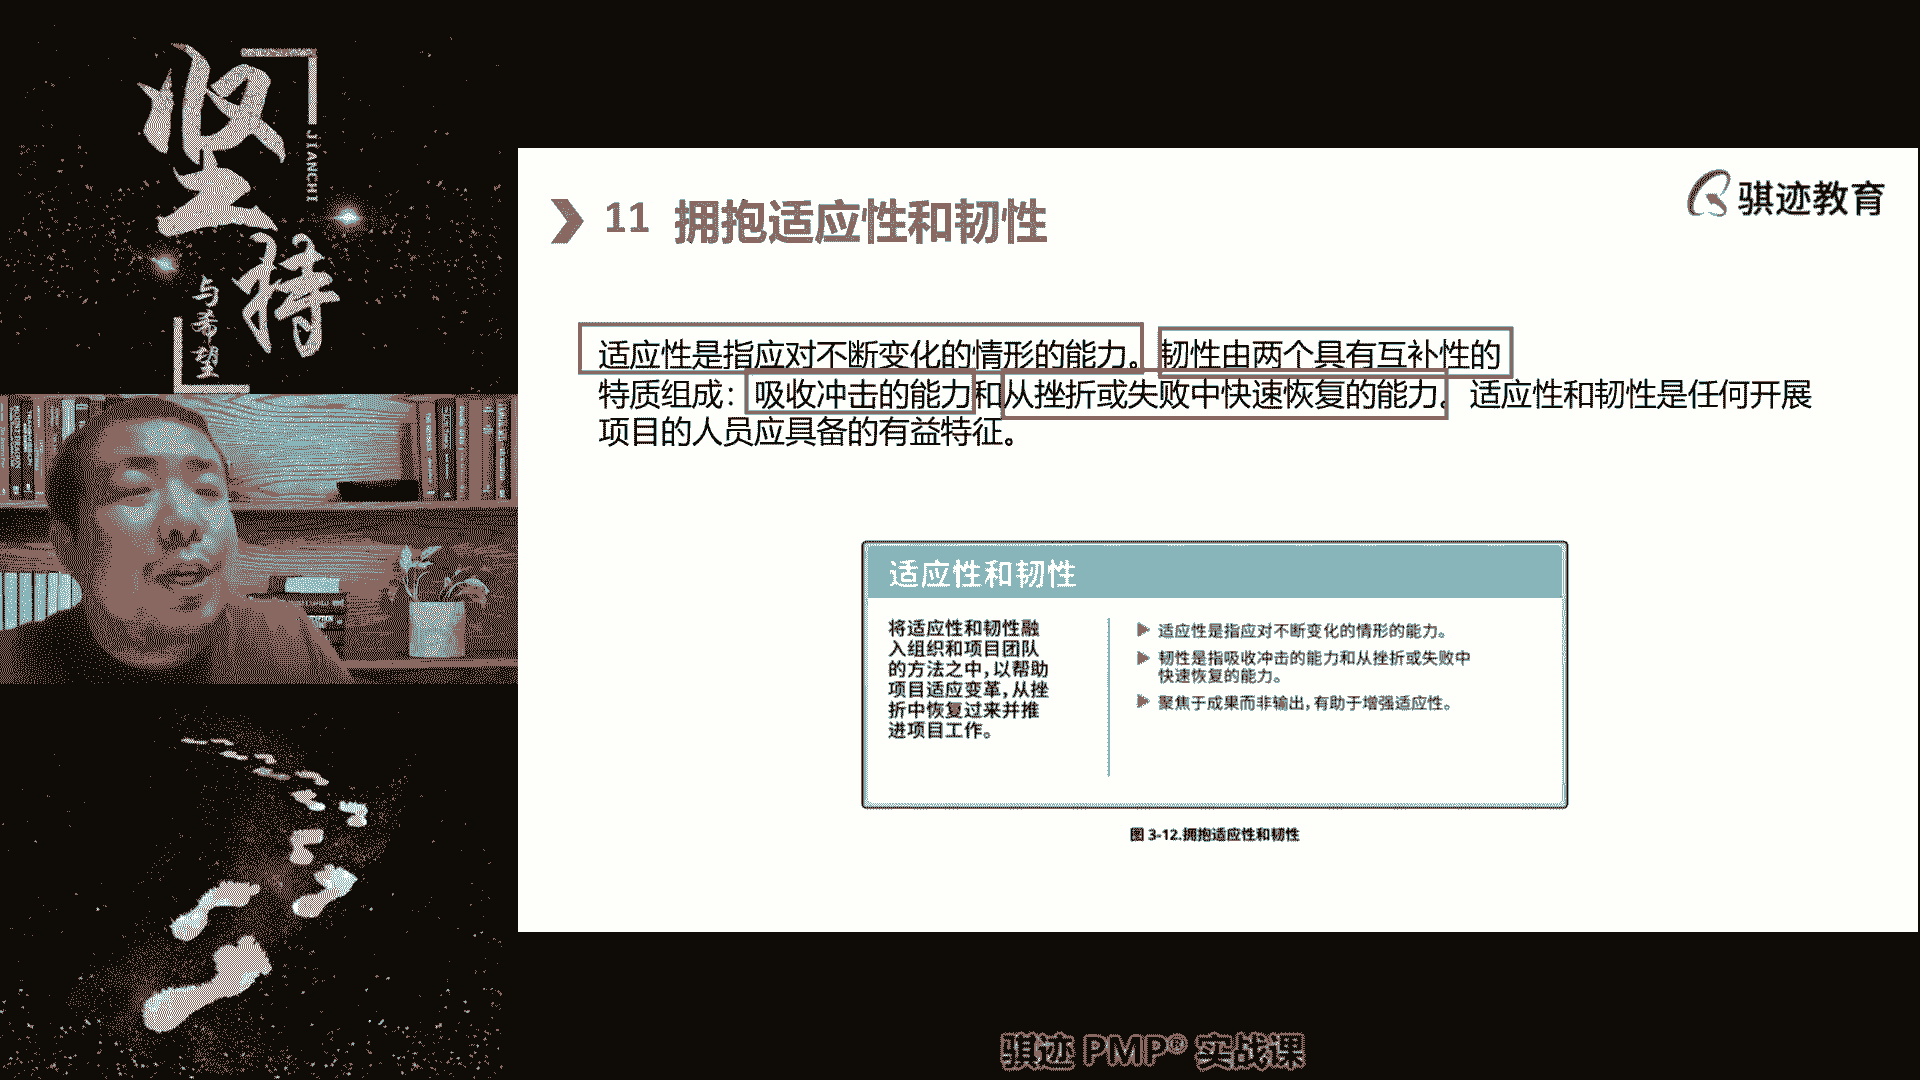 坚持
JIANCHI
与希望
骐迹教育
11 拥抱适应性和韧性
适应性是指应对不断变化的情形的能力。韧性由两个具有互补性的
特质组成：吸收冲击的能力和从挫折或失败中快速恢复的能力。适应性和韧性是任何开展
项目的人员应具备的有益特征。
适应性和韧性
将适应性和韧性融
入组织和项目团队
的方法之中，以帮助
项目适应变革，从挫
折中恢复过来并推
进项目工作。
适应性是指应对不断变化的情形的能力。
韧性是指吸收冲击的能力和从挫折或失败中
快速恢复的能力。
聚焦于成果而非输出，有助于增强适应性。
图 3-12.拥抱适应性和韧性
骐迹 PMP® 实战课